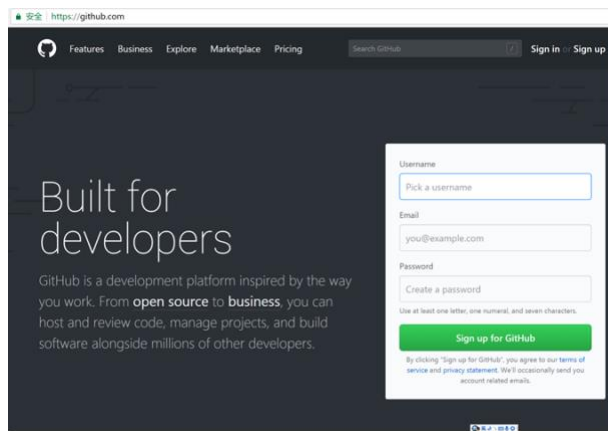 安全 https://github.com
Features Business Explore Marketplace Pricing Search GitHub / Sign in or Sign up
Built for
developers
GitHub is a development platform inspired by the way
you work. From open source to business, you can
host and review code, manage projects, and build
software alongside millions of other developers.
Username
Pick a username
Email
you@example.com
Password
Create a password
Use at least one letter, one numeral, and seven characters.
Sign up for GitHub
By clicking "Sign up for GitHub", you agree to our terms of
service and privacy statement. We'll occasionally send you
account related emails.